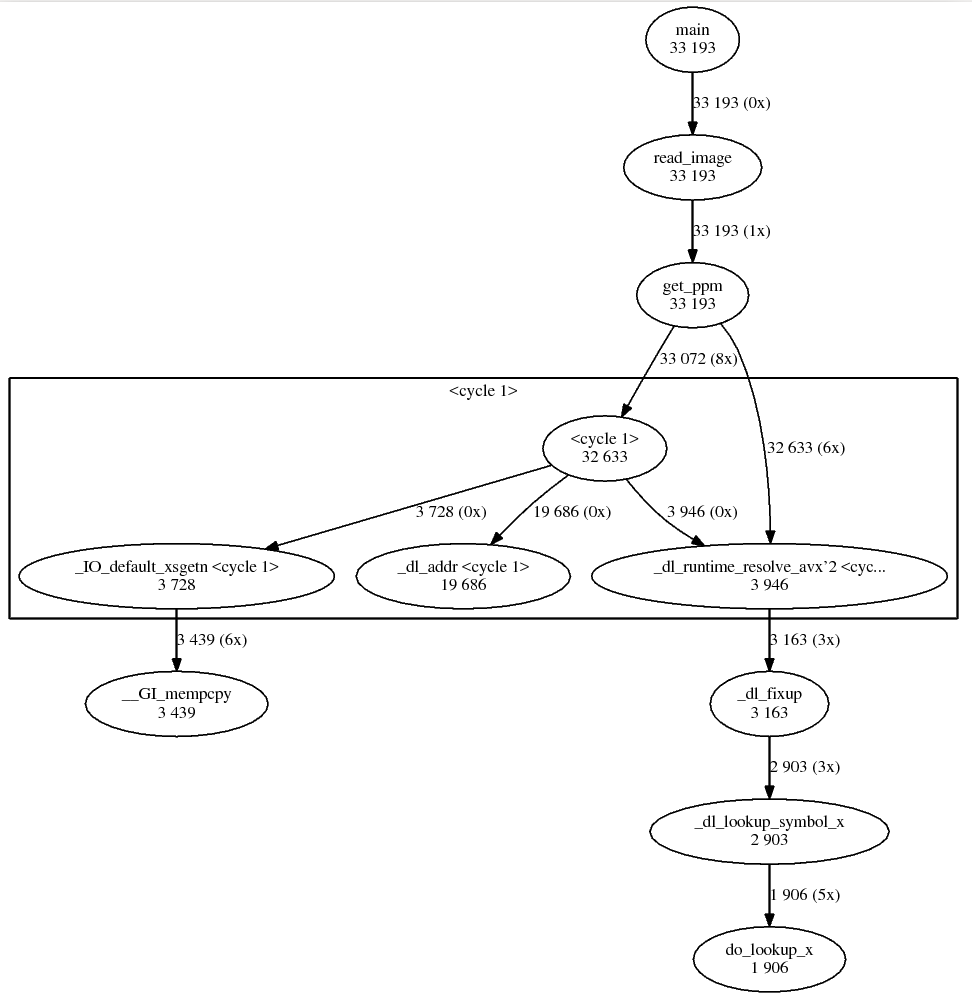 main
33 193
33 193 (0x)
read_image
33 193
33 193 (1x)
get_ppm
33 193
33 072 (8x)
<cycle 1>
<cycle 1>
32 633
32 633 (6x)
3 728 (0x)
19 686 (0x)
3 946 (0x)
_IO_default_xsgetn <cycle 1>
3 728
_dl_addr <cycle 1>
19 686
_dl_runtime_resolve_avx'2 <cyc...
3 946
3 439 (6x)
3 163 (3x)
__GI_mempcpy
3 439
_dl_fixup
3 163
2 903 (3x)
_dl_lookup_symbol_x
2 903
1 906 (5x)
do_lookup_x
1 906